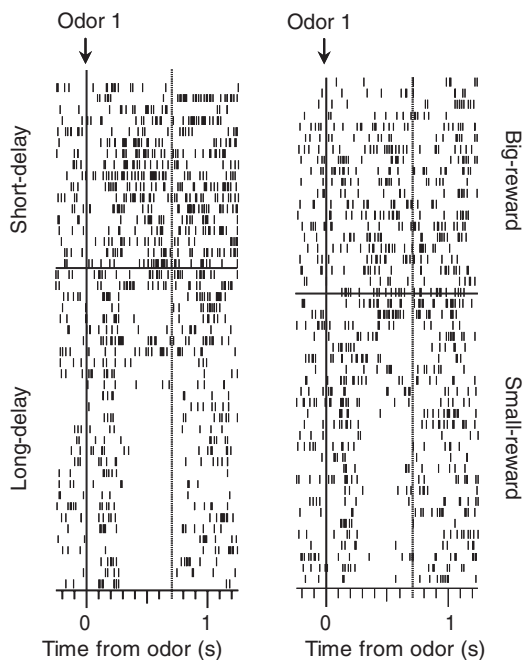 Odor 1
Odor 1
Short-delay
Big-reward
Long-delay
Small-reward
0
1
0
1
Time from odor (s)
Time from odor (s)